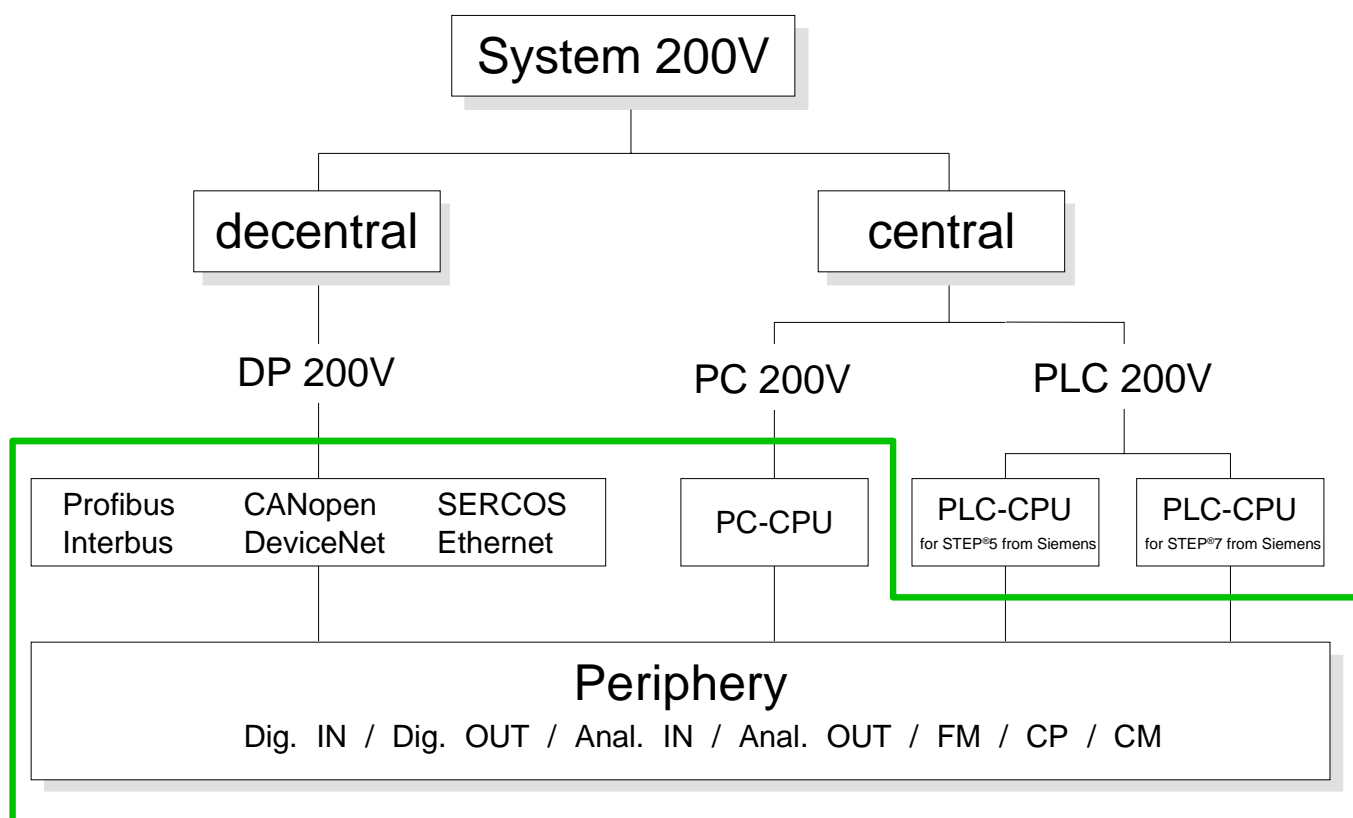 System 200V
decentral
central
DP 200V
PC 200V
PLC 200V
Profibus CANopen SERCOS
Interbus DeviceNet Ethernet
PC-CPU
PLC-CPU
for STEP®5 from Siemens
PLC-CPU
for STEP®7 from Siemens
Periphery
Dig. IN / Dig. OUT / Anal. IN / Anal. OUT / FM / CP / CM